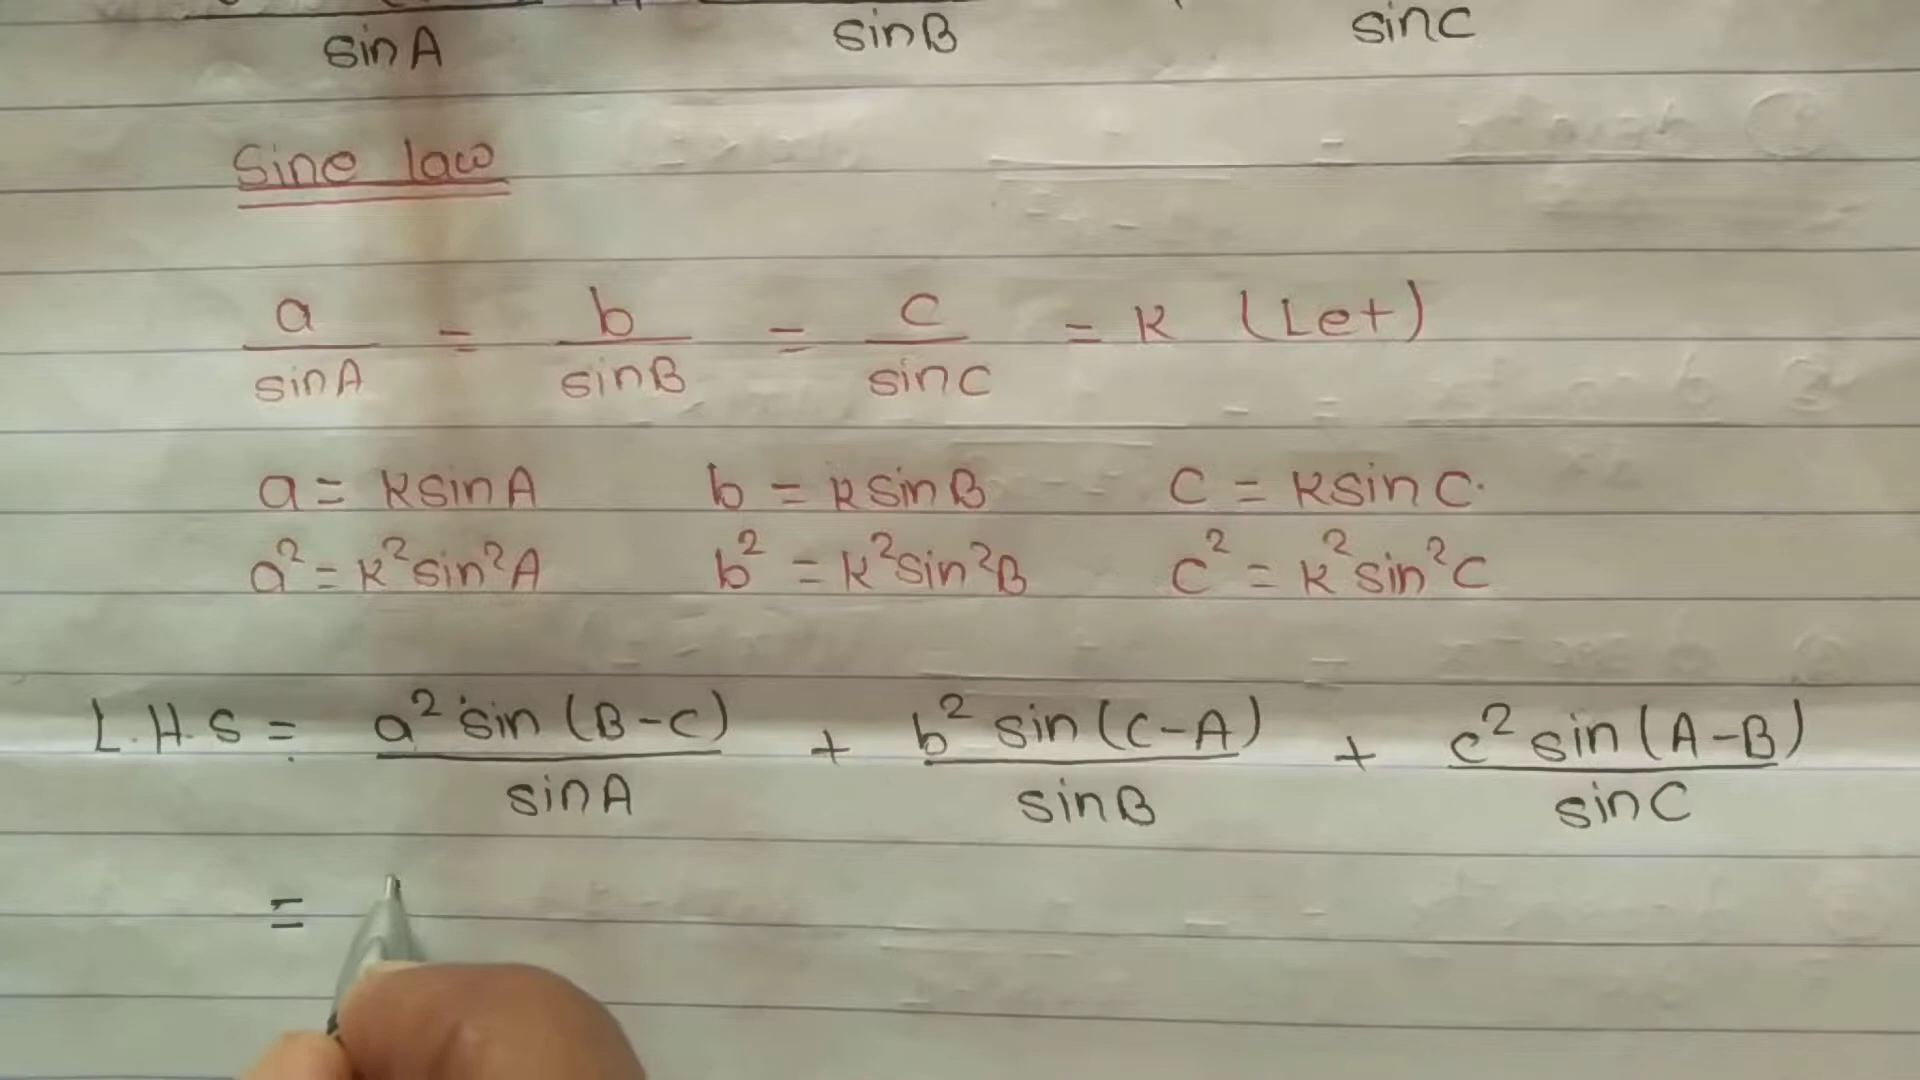 sinA sinB sinC
Sine law
a/sinA = b/sinB = c/sinC = K (Let)
a = KsinA b = KsinB c = KsinC.
a² = K²sin²A b² = K²sin²B c² = K²sin²C
L.H.S = a² sin(B-C)/sinA + b² sin(C-A)/sinB + c² sin(A-B)/sinC
=